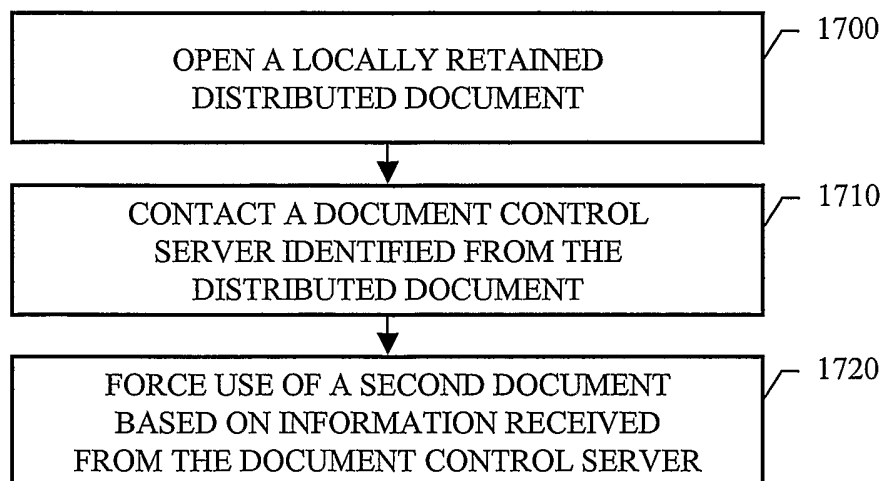 1700
OPEN A LOCALLY RETAINED
DISTRIBUTED DOCUMENT
1710
CONTACT A DOCUMENT CONTROL
SERVER IDENTIFIED FROM THE
DISTRIBUTED DOCUMENT
1720
FORCE USE OF A SECOND DOCUMENT
BASED ON INFORMATION RECEIVED
FROM THE DOCUMENT CONTROL SERVER